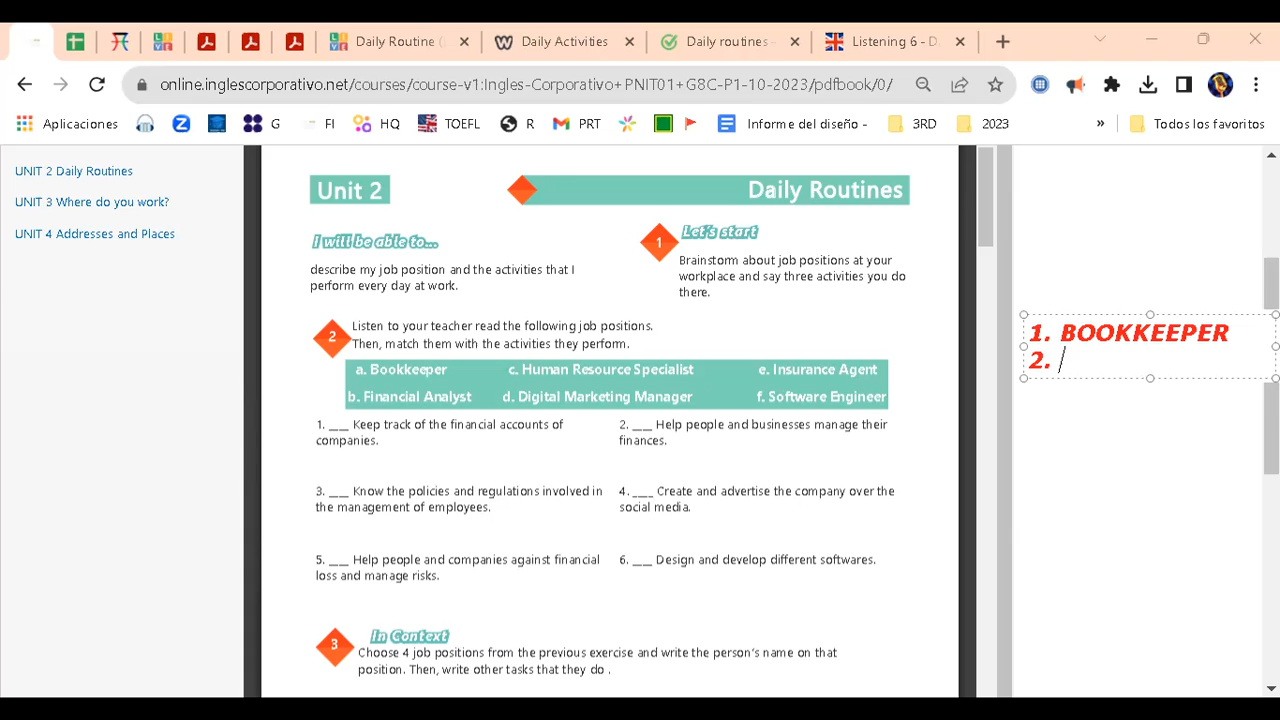 Daily Routine (
Daily Activities
Daily routines -
Listening 6 - D
online.inglescorporativo.net/courses/course-v1:Ingles-Corporativo+PNIT01+G8C-P1-10-2023/pdfbook/0/
Aplicaciones G FI HQ TOEFL R PRT Informe del diseño - 3RD 2023 » Todos los favoritos
UNIT 2 Daily Routines
UNIT 3 Where do you work?
UNIT 4 Addresses and Places
Unit 2
Daily Routines
I will be able to...
describe my job position and the activities that I
perform every day at work.
1
Let's start
Brainstorm about job positions at your
workplace and say three activities you do
there.
2
Listen to your teacher read the following job positions.
Then, match them with the activities they perform.
a. Bookkeeper c. Human Resource Specialist e. Insurance Agent
b. Financial Analyst d. Digital Marketing Manager f. Software Engineer
1. ___ Keep track of the financial accounts of
companies.
2. ___ Help people and businesses manage their
finances.
3. ___ Know the policies and regulations involved in
the management of employees.
4. ___ Create and advertise the company over the
social media.
5. ___ Help people and companies against financial
loss and manage risks.
6. ___ Design and develop different softwares.
3
In Context
Choose 4 job positions from the previous exercise and write the person's name on that
position. Then, write other tasks that they do .
1. BOOKKEEPER
2.